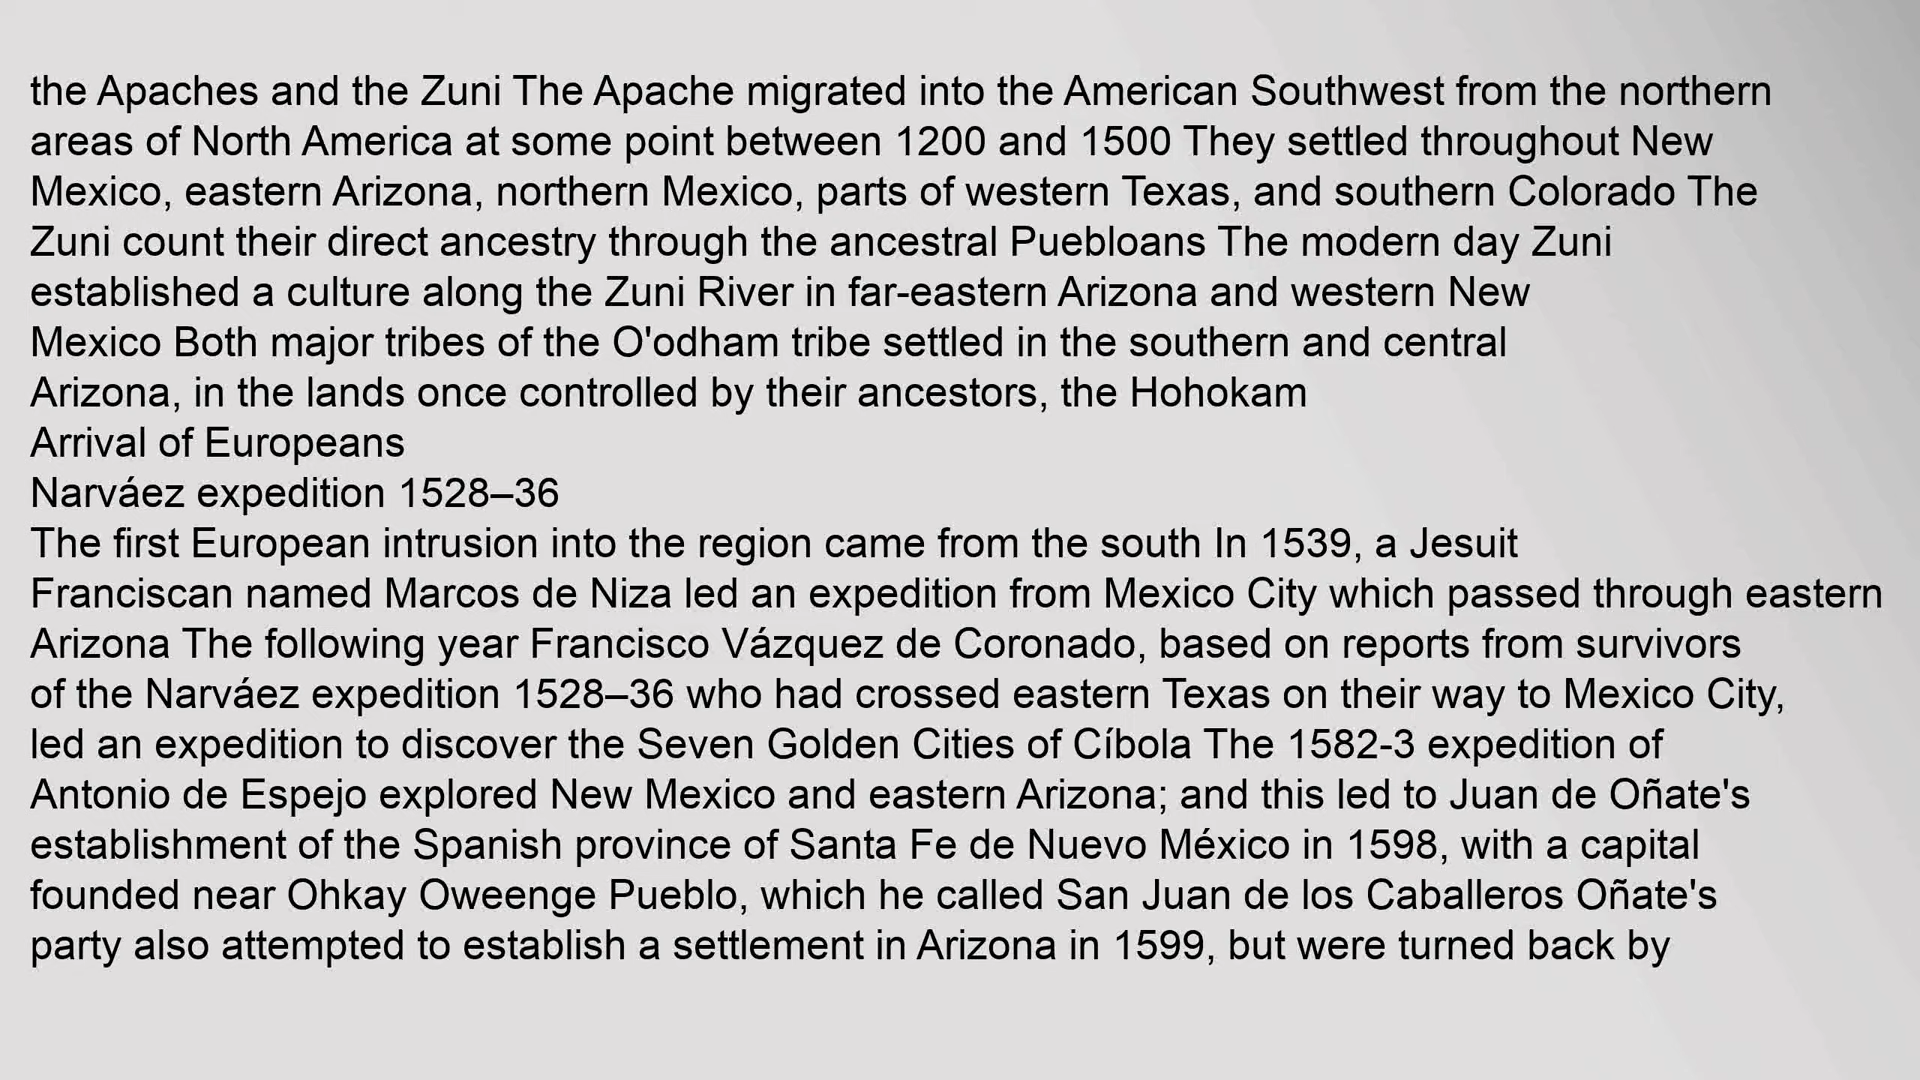 the Apaches and the Zuni The Apache migrated into the American Southwest from the northern
areas of North America at some point between 1200 and 1500 They settled throughout New
Mexico, eastern Arizona, northern Mexico, parts of western Texas, and southern Colorado The
Zuni count their direct ancestry through the ancestral Puebloans The modern day Zuni
established a culture along the Zuni River in far-eastern Arizona and western New
Mexico Both major tribes of the O'odham tribe settled in the southern and central
Arizona, in the lands once controlled by their ancestors, the Hohokam
Arrival of Europeans
Narváez expedition 1528–36
The first European intrusion into the region came from the south In 1539, a Jesuit
Franciscan named Marcos de Niza led an expedition from Mexico City which passed through eastern
Arizona The following year Francisco Vázquez de Coronado, based on reports from survivors
of the Narváez expedition 1528–36 who had crossed eastern Texas on their way to Mexico City,
led an expedition to discover the Seven Golden Cities of Cíbola The 1582-3 expedition of
Antonio de Espejo explored New Mexico and eastern Arizona; and this led to Juan de Oñate's
establishment of the Spanish province of Santa Fe de Nuevo México in 1598, with a capital
founded near Ohkay Oweenge Pueblo, which he called San Juan de los Caballeros Oñate's
party also attempted to establish a settlement in Arizona in 1599, but were turned back by